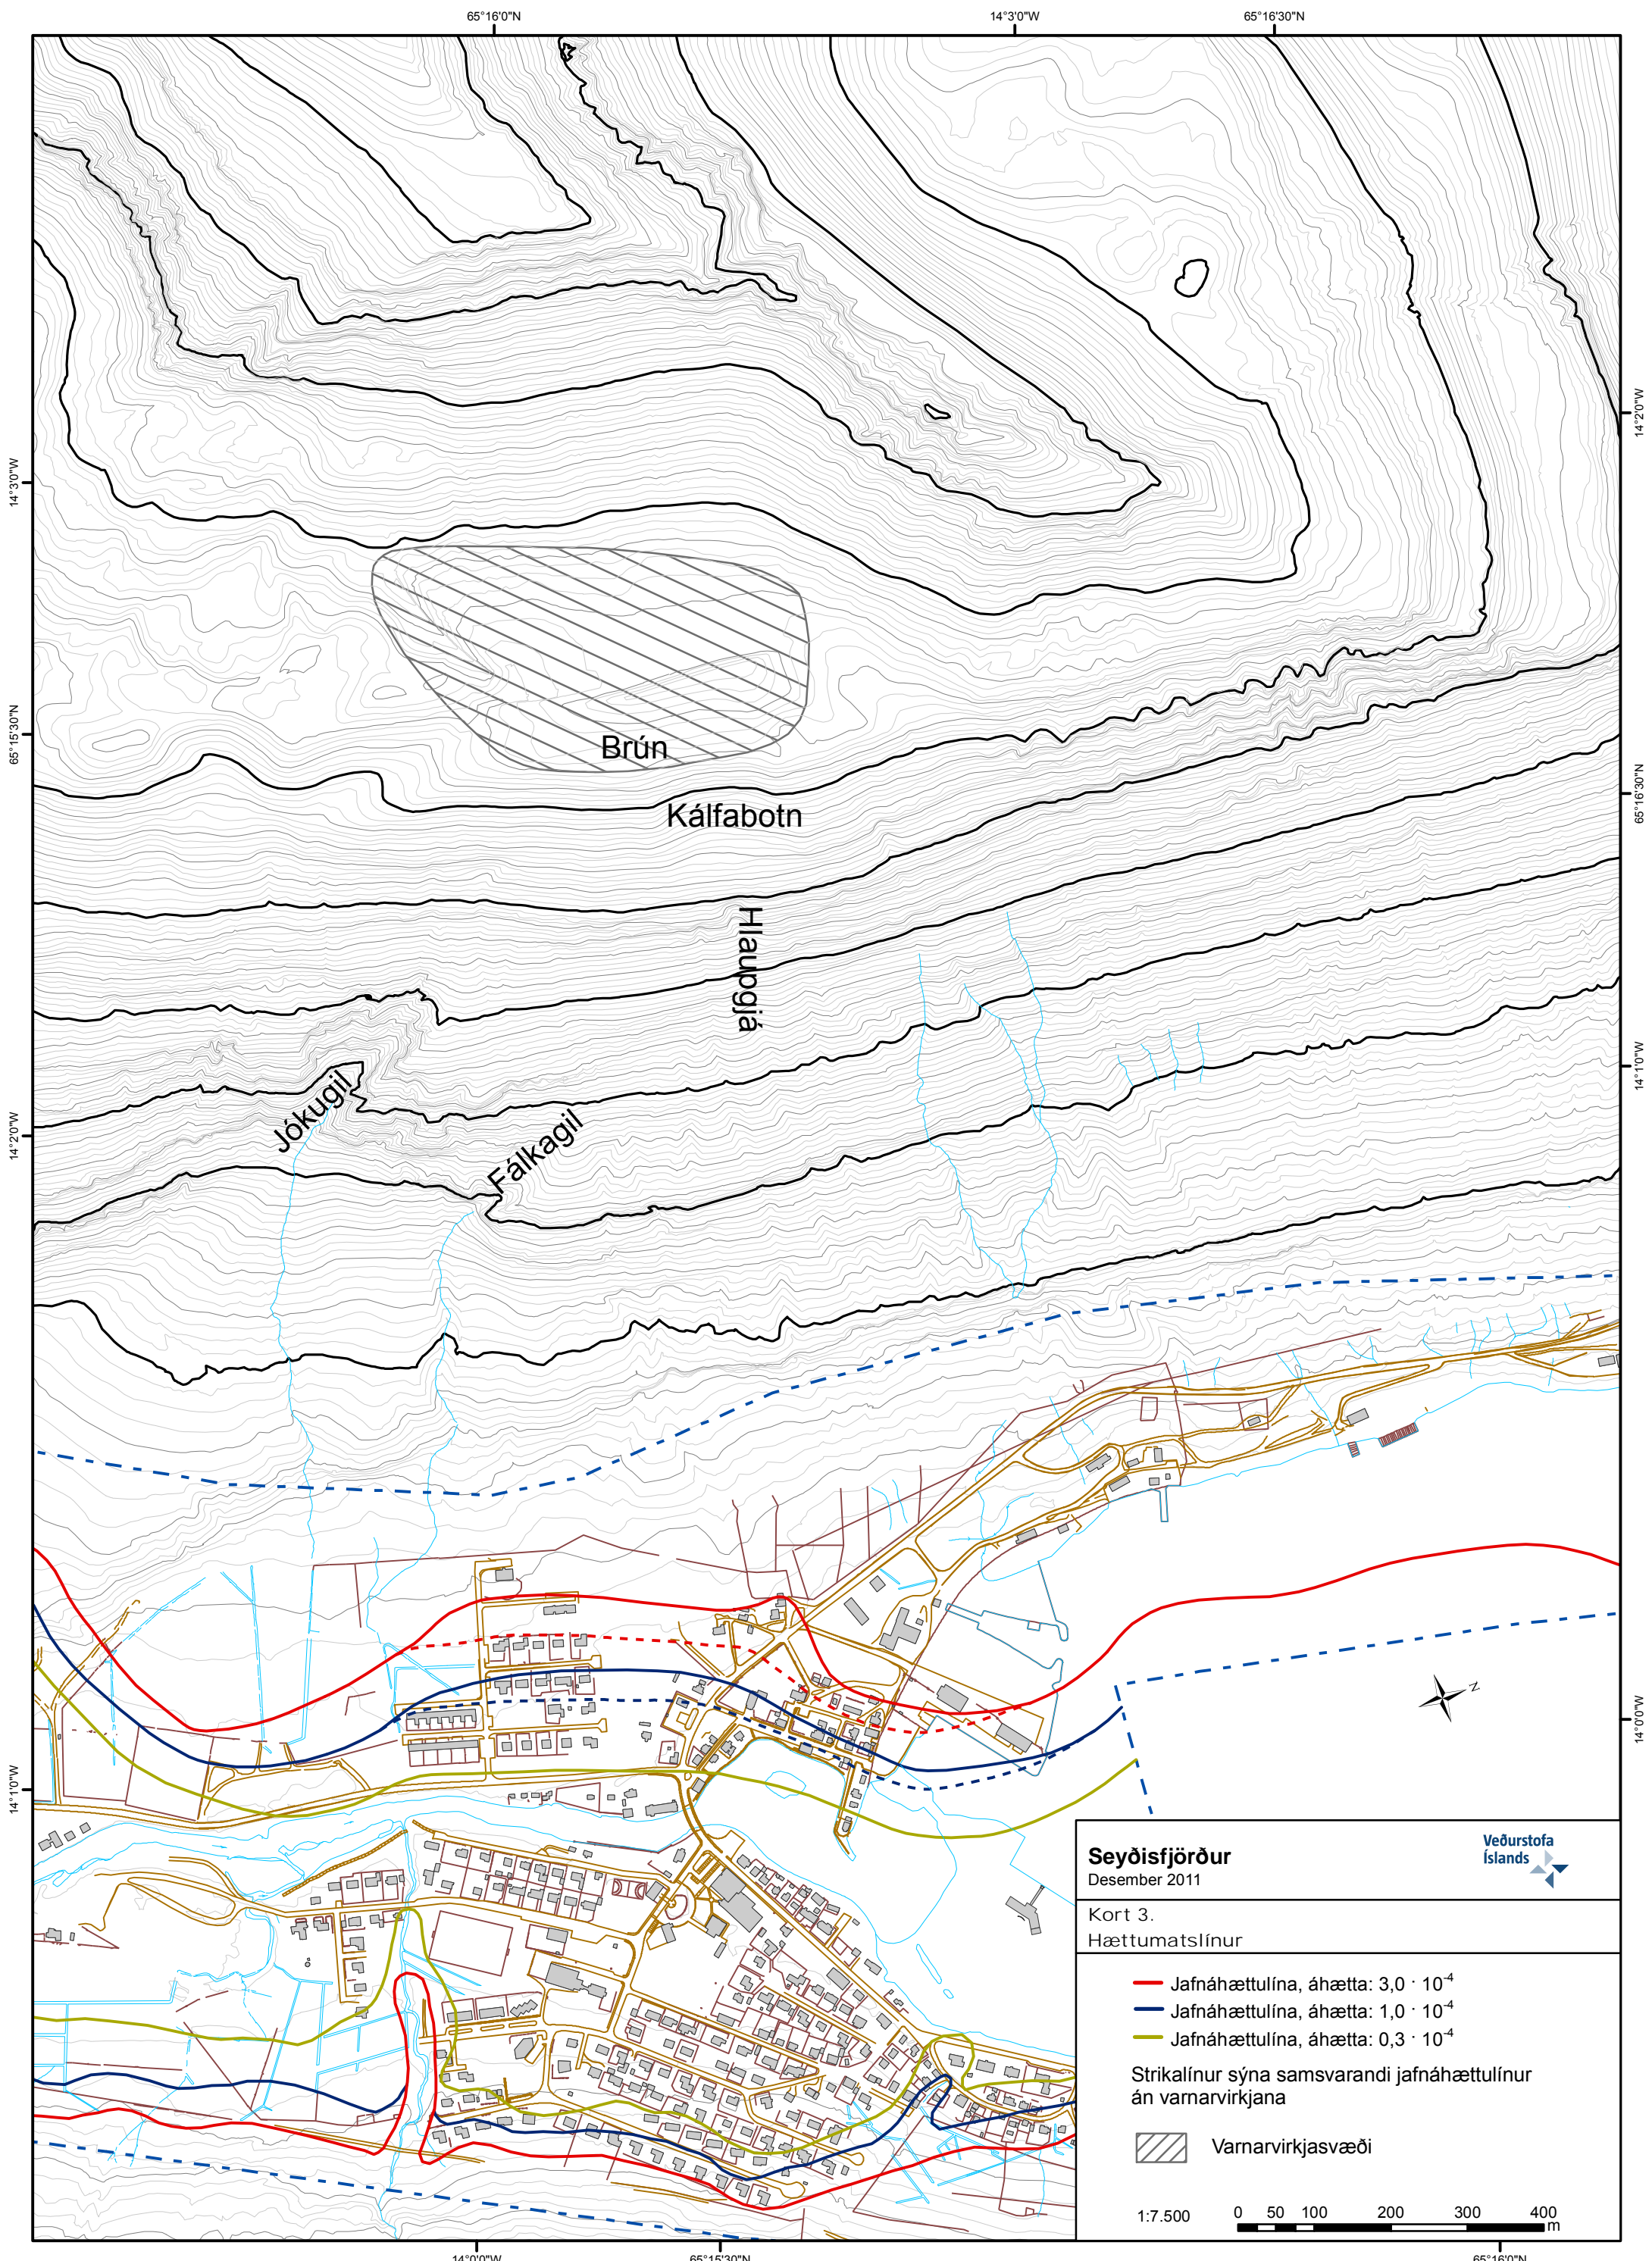 65°16'0"N
14°3'0"W
65°16'30"N
14°2'0"W
14°3'0"W
65°15'30"N
Brún
Kálfabotn
65°16'30"N
Hlaupgjá
14°1'0"W
Jókugil
Fálkagil
14°2'0"W
N
14°0'0"W
14°1'0"W
Seyðisfjörður
Desember 2011
Veðurstofa
Íslands
Kort 3.
Hættumatslínur
Jafnáhættulína, áhætta: 3,0 · 10⁻⁴
Jafnáhættulína, áhætta: 1,0 · 10⁻⁴
Jafnáhættulína, áhætta: 0,3 · 10⁻⁴
Strikalínur sýna samsvarandi jafnáhættulínur
án varnarvirkjana
Varnarvirkjasvæði
1:7.500
0 50 100 200 300 400
m
14°0'0"W
65°15'30"N
65°16'0"N